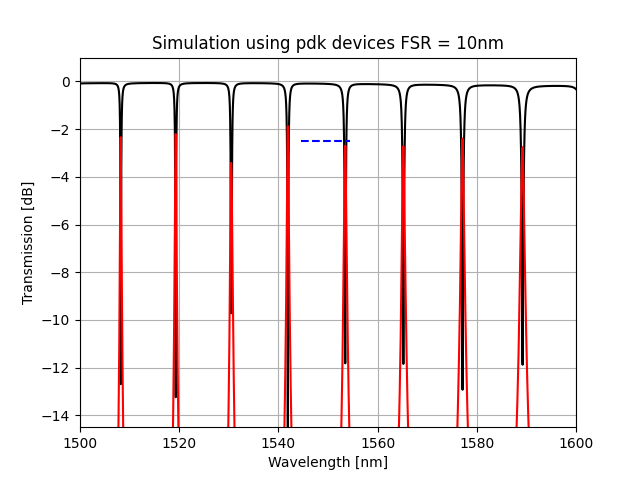 Simulation using pdk devices FSR = 10nm
0
−2
−4
−6
−8
−10
−12
−14
Transmission [dB]
1500 1520 1540 1560 1580 1600
Wavelength [nm]